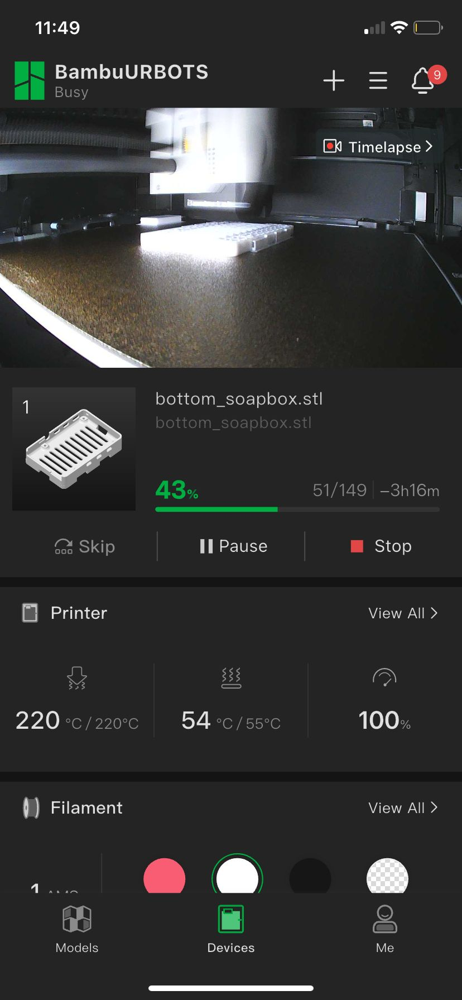 11:49
BambuURBOTS
Busy
9
Timelapse
1
bottom_soapbox.stl
bottom_soapbox.stl
43%
51/149 | −3h16m
Skip
Pause
Stop
Printer
View All
220 °C / 220°C
54 °C / 55°C
100%
Filament
View All
1 AMS
Models
Devices
Me